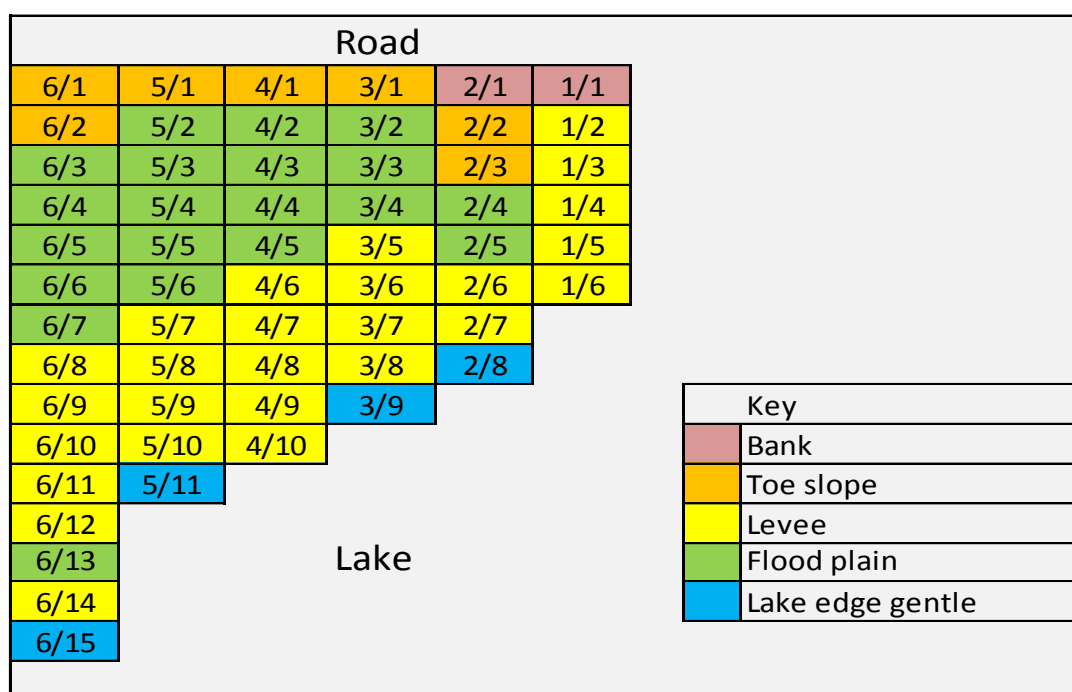 Road
6/1 5/1 4/1 3/1 2/1 1/1
6/2 5/2 4/2 3/2 2/2 1/2
6/3 5/3 4/3 3/3 2/3 1/3
6/4 5/4 4/4 3/4 2/4 1/4
6/5 5/5 4/5 3/5 2/5 1/5
6/6 5/6 4/6 3/6 2/6 1/6
6/7 5/7 4/7 3/7 2/7
6/8 5/8 4/8 3/8 2/8
6/9 5/9 4/9 3/9
6/10 5/10 4/10
6/11 5/11
6/12
6/13
6/14
6/15
Lake
Key
Bank
Toe slope
Levee
Flood plain
Lake edge gentle